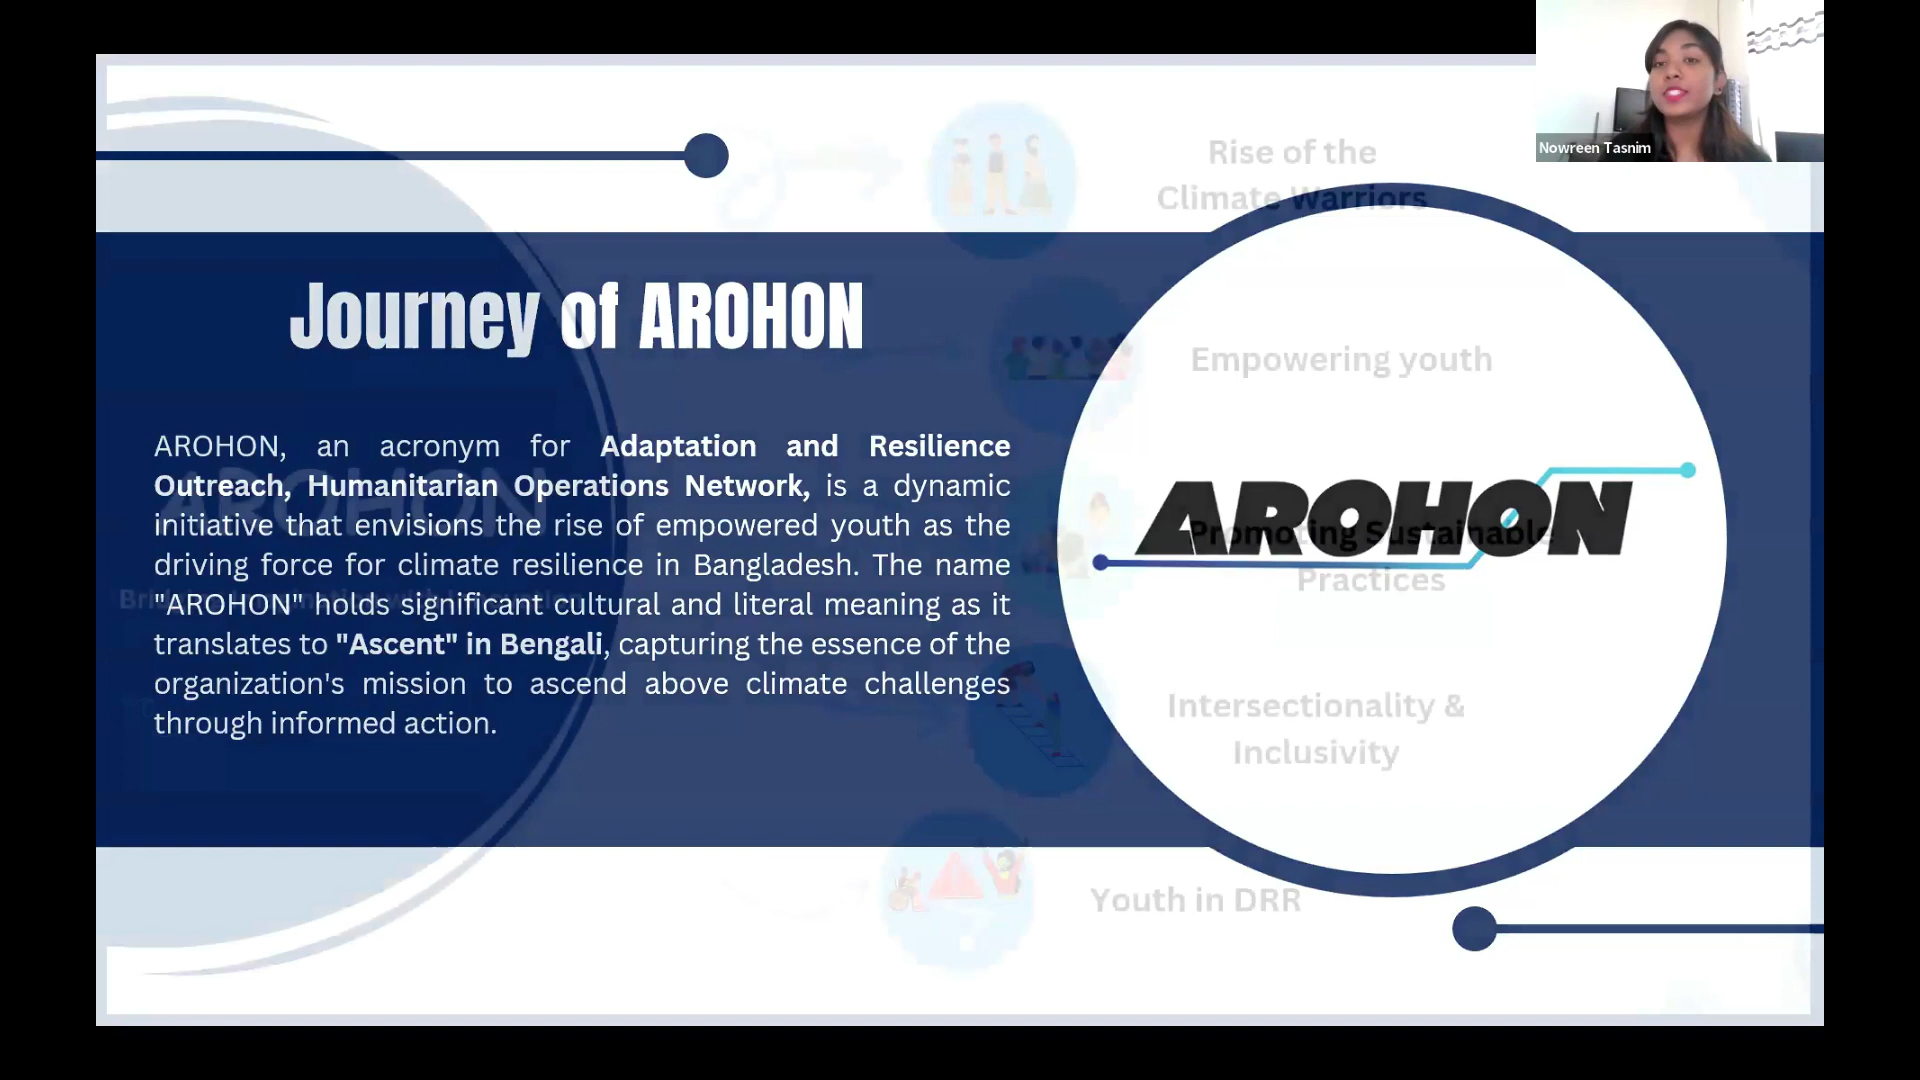 Nowreen Tasnim
Rise of the
Climate Warriors
Journey of AROHON
Empowering youth
AROHON, an acronym for Adaptation and Resilience
Outreach, Humanitarian Operations Network, is a dynamic
initiative that envisions the rise of empowered youth as the
driving force for climate resilience in Bangladesh. The name
"AROHON" holds significant cultural and literal meaning as it
translates to "Ascent" in Bengali, capturing the essence of the
organization's mission to ascend above climate challenges
through informed action.
AROHON
AROHON
Promoting Sustainable
Practices
Intersectionality &
Inclusivity
Youth in DRR